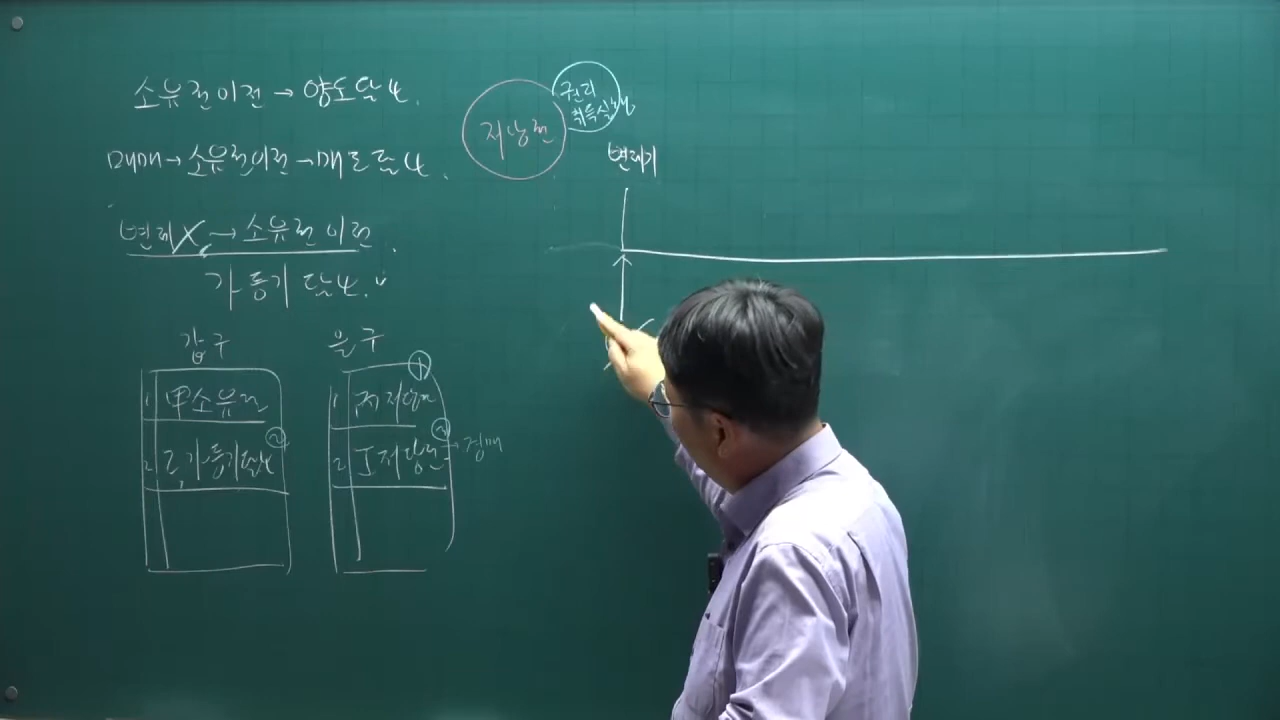 소유권이전 → 양도담보.
매매 → 소유권이전 → 매도담보.
변제X → 소유권이전.
가등기담보.
저당권
권리
취득실행
변제기
갑구
을구
1 甲소유권
2 乙가등기담보 ②
1 丙저당권 ①
2 丁저당권 ③ → 경매